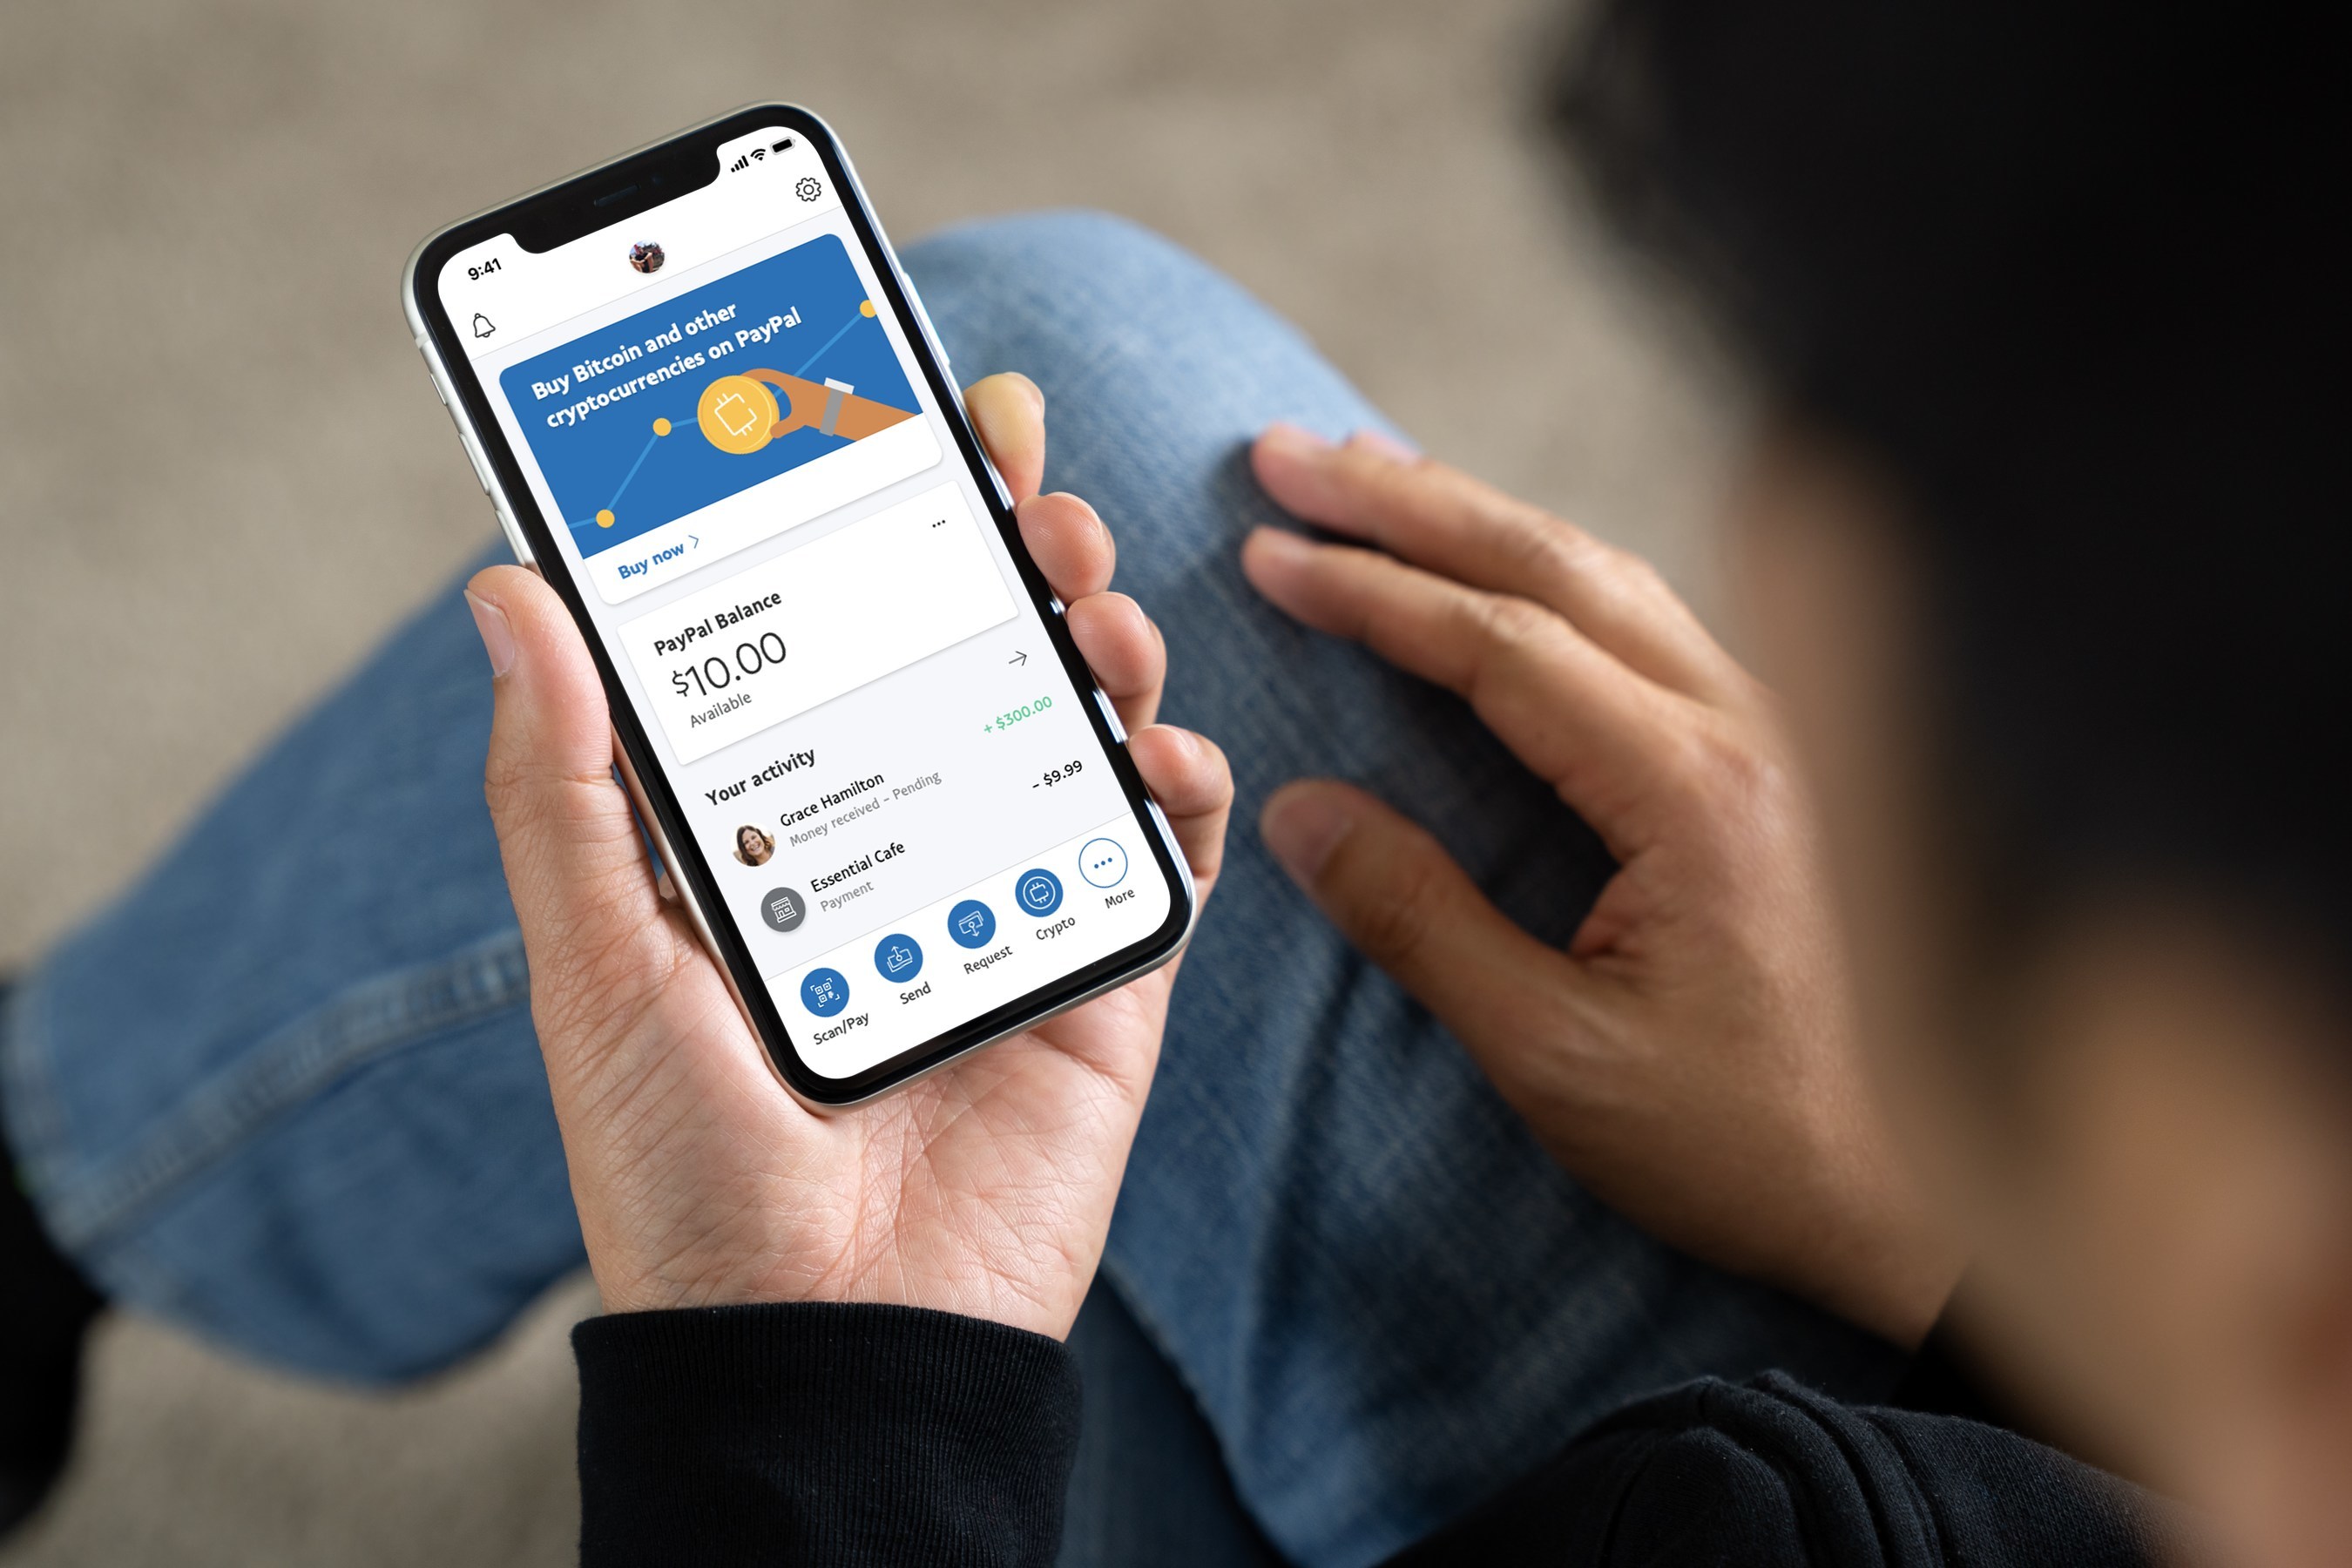 9:41
Buy Bitcoin and other
cryptocurrencies on PayPal
Buy now
PayPal Balance
$10.00
Available
Your activity
Grace Hamilton
Money received - Pending
+ $300.00
Essential Cafe
Payment
- $9.99
Scan/Pay
Send
Request
Crypto
More